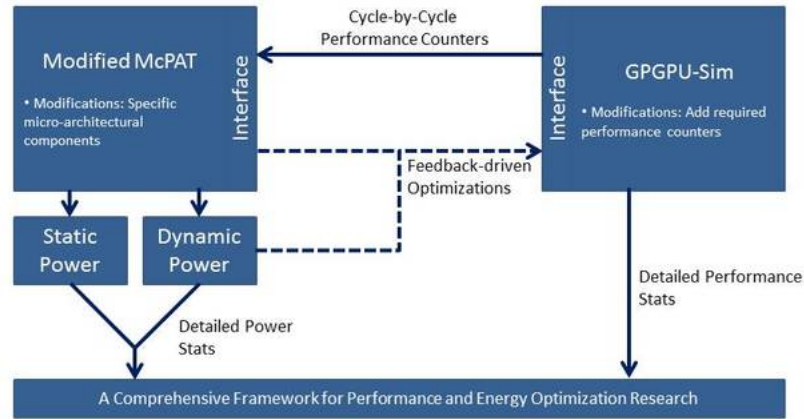 Cycle-by-Cycle
Performance Counters
Modified McPAT
• Modifications: Specific
micro-architectural
components
Interface
Interface
GPGPU-Sim
• Modifications: Add required
performance counters
Feedback-driven
Optimizations
Static
Power
Dynamic
Power
Detailed Power
Stats
Detailed Performance
Stats
A Comprehensive Framework for Performance and Energy Optimization Research